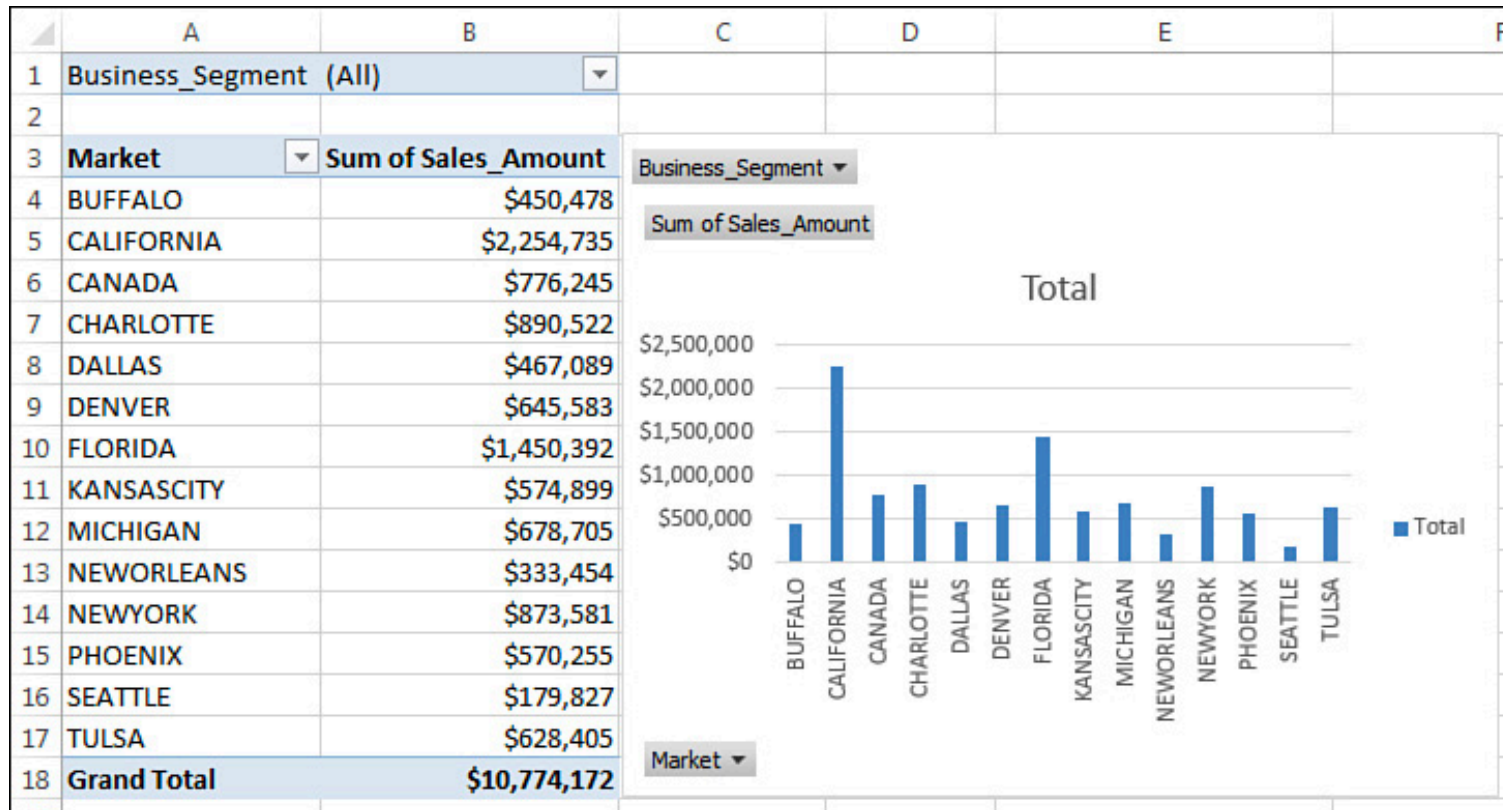 A B C D E
1 Business_Segment (All)
2
3 Market Sum of Sales_Amount
4 BUFFALO $450,478
5 CALIFORNIA $2,254,735
6 CANADA $776,245
7 CHARLOTTE $890,522
8 DALLAS $467,089
9 DENVER $645,583
10 FLORIDA $1,450,392
11 KANSASCITY $574,899
12 MICHIGAN $678,705
13 NEWORLEANS $333,454
14 NEWYORK $873,581
15 PHOENIX $570,255
16 SEATTLE $179,827
17 TULSA $628,405
18 Grand Total $10,774,172
Business_Segment
Sum of Sales_Amount
Total
$2,500,000
$2,000,000
$1,500,000
$1,000,000
$500,000
$0
BUFFALO
CALIFORNIA
CANADA
CHARLOTTE
DALLAS
DENVER
FLORIDA
KANSASCITY
MICHIGAN
NEWORLEANS
NEWYORK
PHOENIX
SEATTLE
TULSA
Total
Market